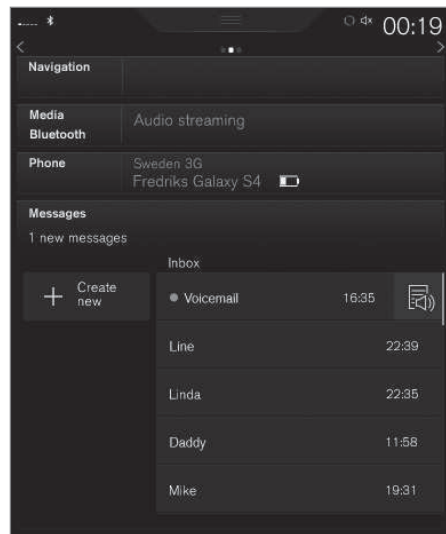 00:19
Navigation
Media
Bluetooth
Audio streaming
Phone
Sweden 3G
Fredriks Galaxy S4
Messages
1 new messages
Inbox
Create
new
Voicemail 16:35
Line 22:39
Linda 22:35
Daddy 11:58
Mike 19:31